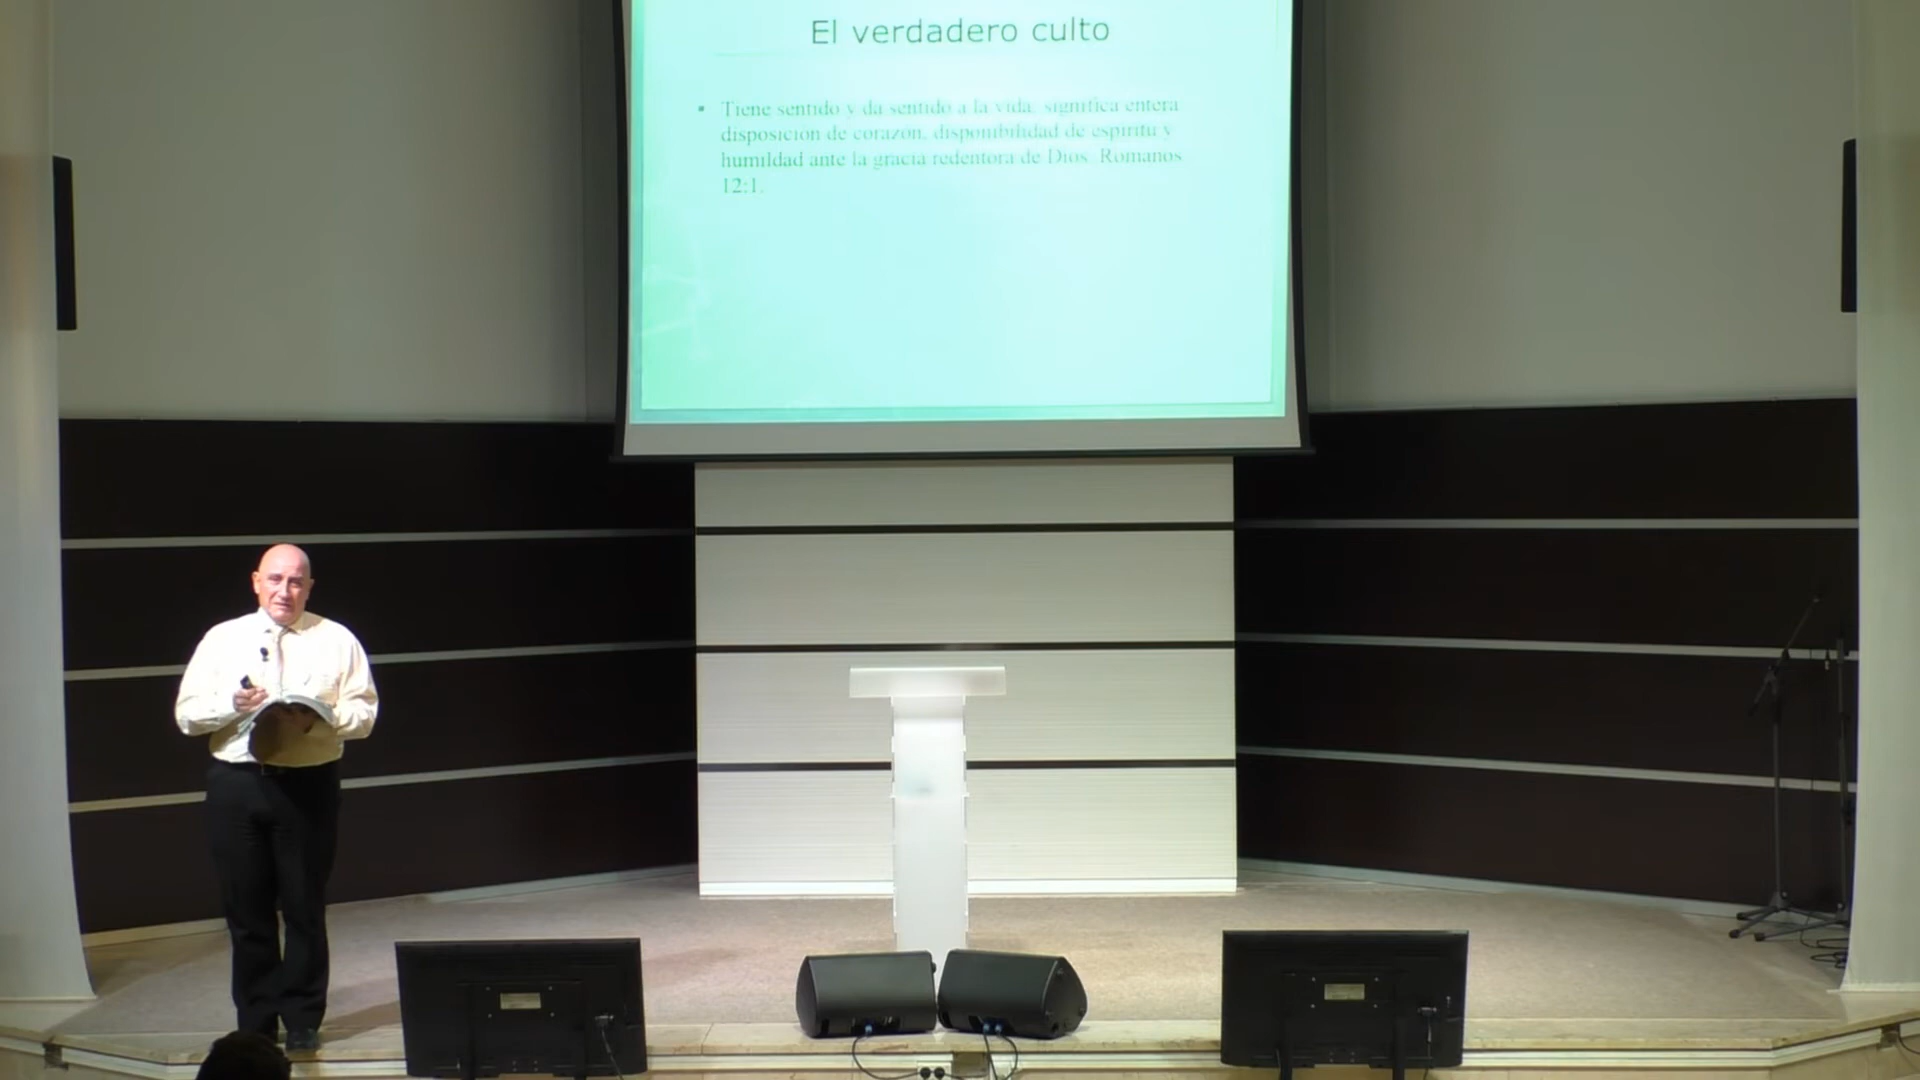 El verdadero culto
Tiene sentido y da sentido a la vida, significa entera
disposición de corazón, disponibilidad de espíritu y
humildad ante la gracia redentora de Dios. Romanos
12:1.